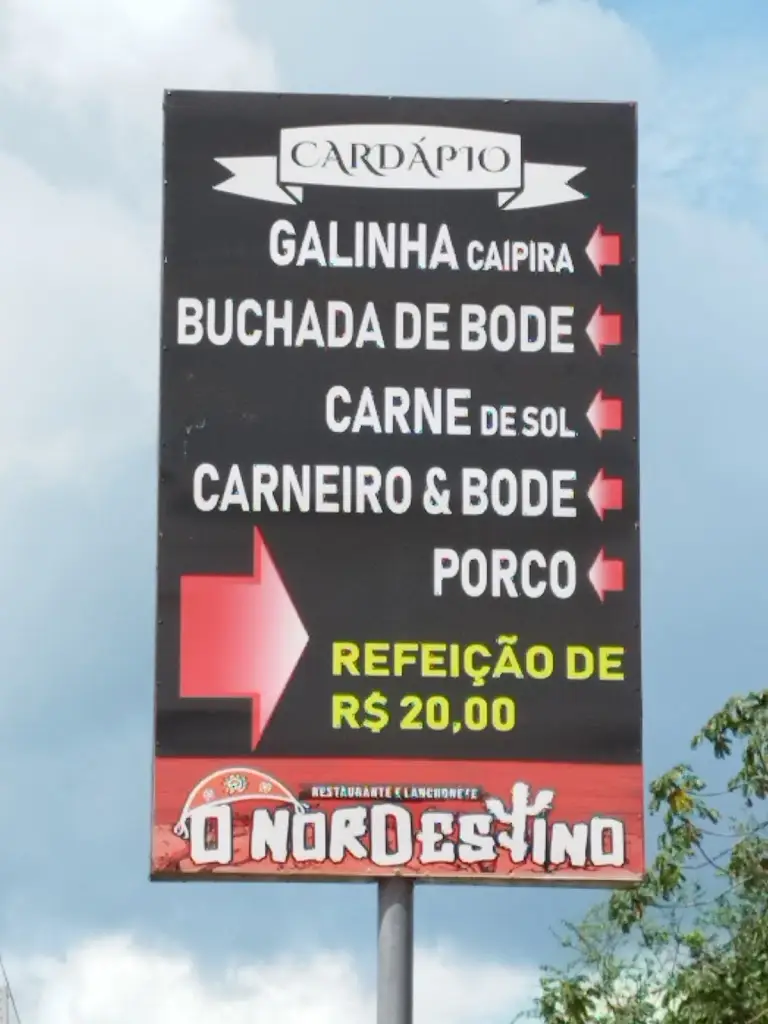 CARDÁPIO
GALINHA CAIPIRA
BUCHADA DE BODE
CARNE DE SOL
CARNEIRO & BODE
PORCO
REFEIÇÃO DE
R$ 20,00
RESTAURANTE E LANCHONETE
O NORDESTINO